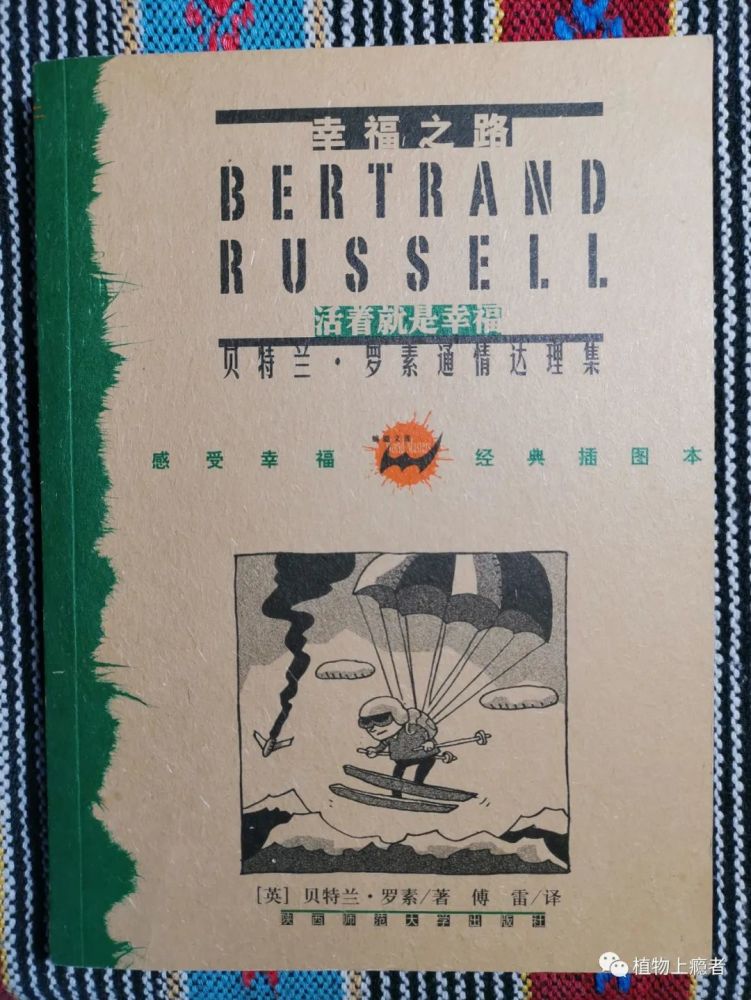 幸福之路
BERTRAND
RUSSELL
活着就是幸福
贝特兰·罗素通情达理集
感受幸福 经典插图本
[英] 贝特兰·罗素/著 傅 雷/译
陕西师范大学出版社
植物上瘾者